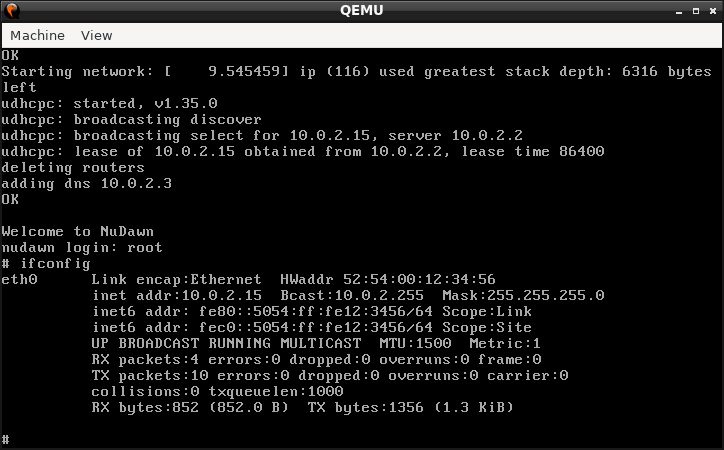 QEMU
Machine View
OK
Starting network: [    9.545459] ip (116) used greatest stack depth: 6316 bytes
left
udhcpc: started, v1.35.0
udhcpc: broadcasting discover
udhcpc: broadcasting select for 10.0.2.15, server 10.0.2.2
udhcpc: lease of 10.0.2.15 obtained from 10.0.2.2, lease time 86400
deleting routers
adding dns 10.0.2.3
OK
Welcome to NuDawn
nudawn login: root
# ifconfig
eth0      Link encap:Ethernet  HWaddr 52:54:00:12:34:56
          inet addr:10.0.2.15  Bcast:10.0.2.255  Mask:255.255.255.0
          inet6 addr: fe80::5054:ff:fe12:3456/64 Scope:Link
          inet6 addr: fec0::5054:ff:fe12:3456/64 Scope:Site
          UP BROADCAST RUNNING MULTICAST  MTU:1500  Metric:1
          RX packets:4 errors:0 dropped:0 overruns:0 frame:0
          TX packets:10 errors:0 dropped:0 overruns:0 carrier:0
          collisions:0 txqueuelen:1000
          RX bytes:852 (852.0 B)  TX bytes:1356 (1.3 KiB)
#